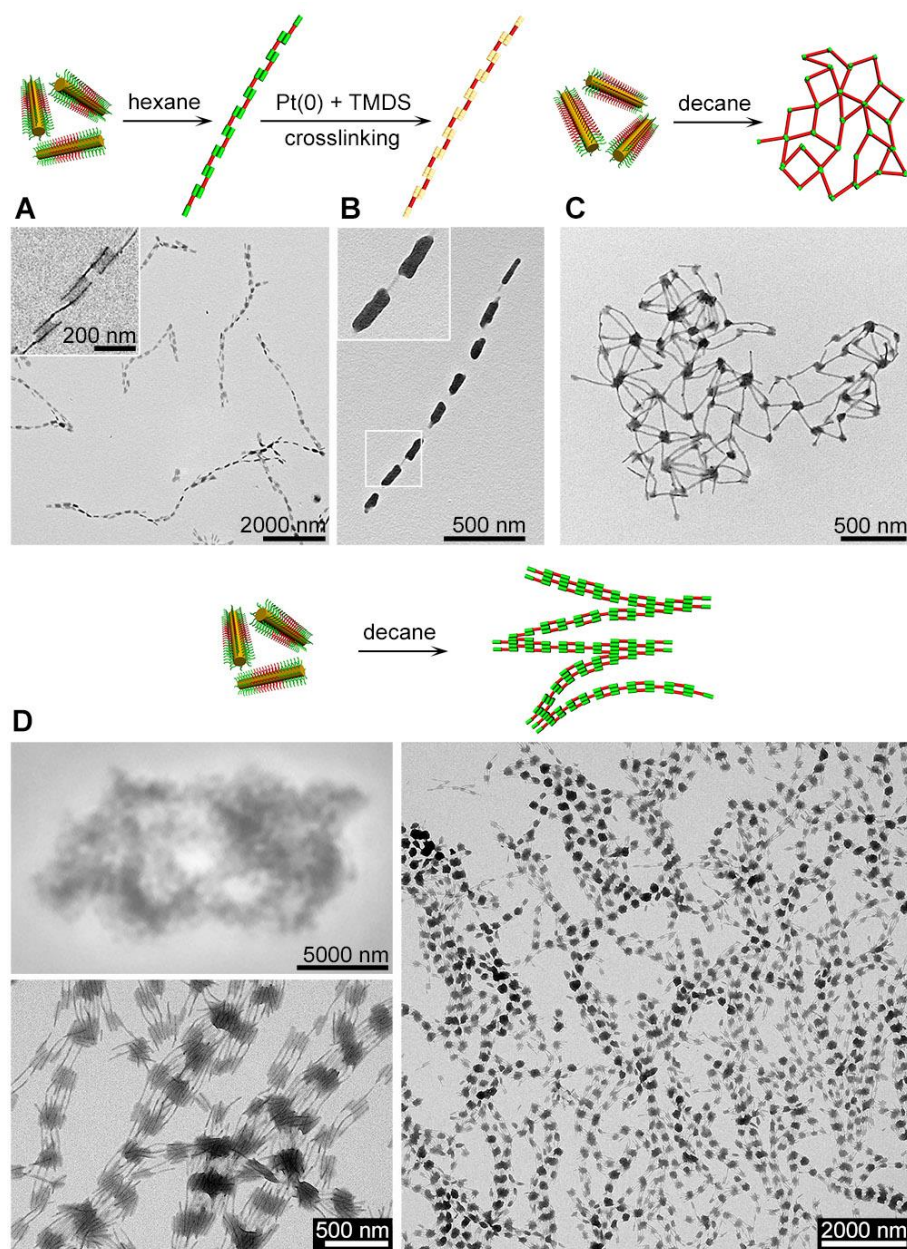 hexane
Pt(0) + TMDS
crosslinking
decane
A
B
C
200 nm
2000 nm
500 nm
500 nm
decane
D
5000 nm
500 nm
2000 nm